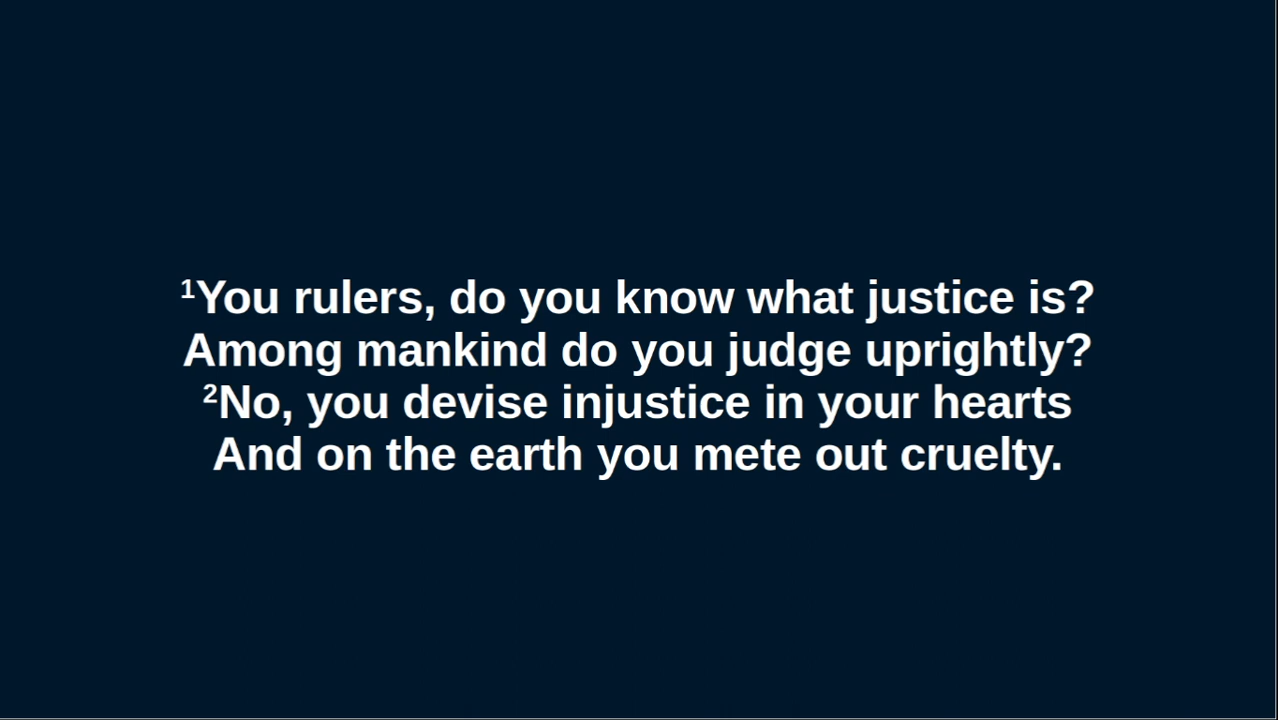 ¹You rulers, do you know what justice is?
Among mankind do you judge uprightly?
²No, you devise injustice in your hearts
And on the earth you mete out cruelty.